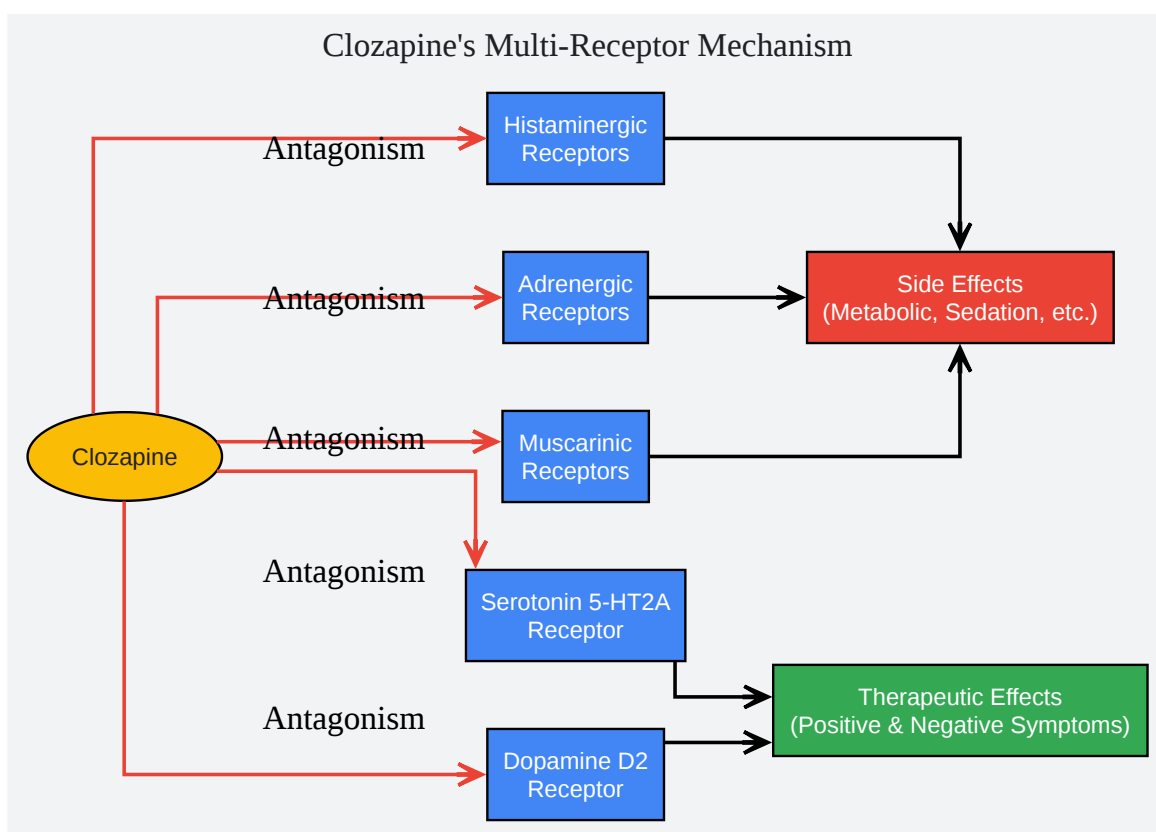 Clozapine's Multi-Receptor Mechanism
Histaminergic
Receptors
Antagonism
Adrenergic
Receptors
Antagonism
Side Effects
(Metabolic, Sedation, etc.)
Muscarinic
Receptors
Antagonism
Clozapine
Antagonism
Serotonin 5-HT2A
Receptor
Antagonism
Therapeutic Effects
(Positive & Negative Symptoms)
Dopamine D2
Receptor